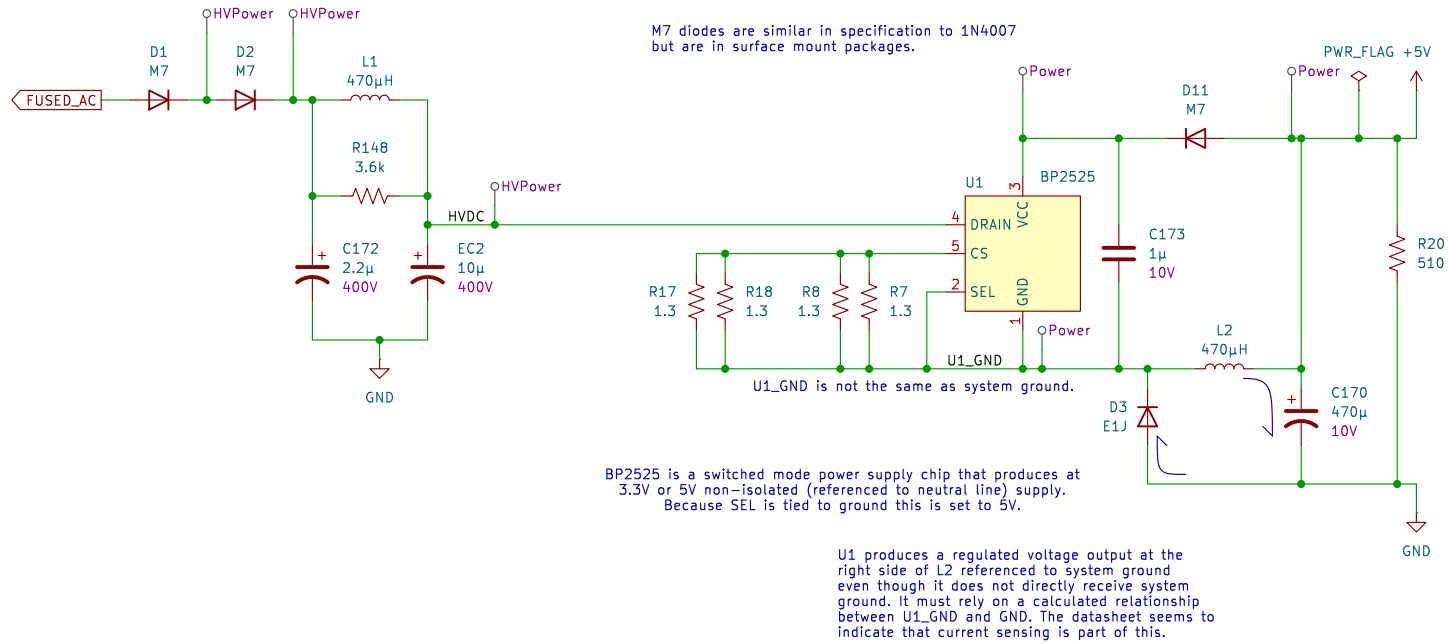 HVPower
HVPower
M7 diodes are similar in specification to 1N4007
but are in surface mount packages.
D1
M7
D2
M7
L1
470µH
FUSED_AC
Power
Power
PWR_FLAG
+5V
D11
M7
R148
3.6k
HVPower
HVDC
U1
BP2525
3
VCC
4
DRAIN
5
CS
2
SEL
GND
1
C172
2.2µ
400V
EC2
10µ
400V
C173
1µ
10V
R20
510
R17
1.3
R18
1.3
R8
1.3
R7
1.3
Power
L2
470µH
U1_GND
U1_GND is not the same as system ground.
GND
D3
E1J
C170
470µ
10V
BP2525 is a switched mode power supply chip that produces at
3.3V or 5V non-isolated (referenced to neutral line) supply.
Because SEL is tied to ground this is set to 5V.
GND
U1 produces a regulated voltage output at the
right side of L2 referenced to system ground
even though it does not directly receive system
ground. It must rely on a calculated relationship
between U1_GND and GND. The datasheet seems to
indicate that current sensing is part of this.